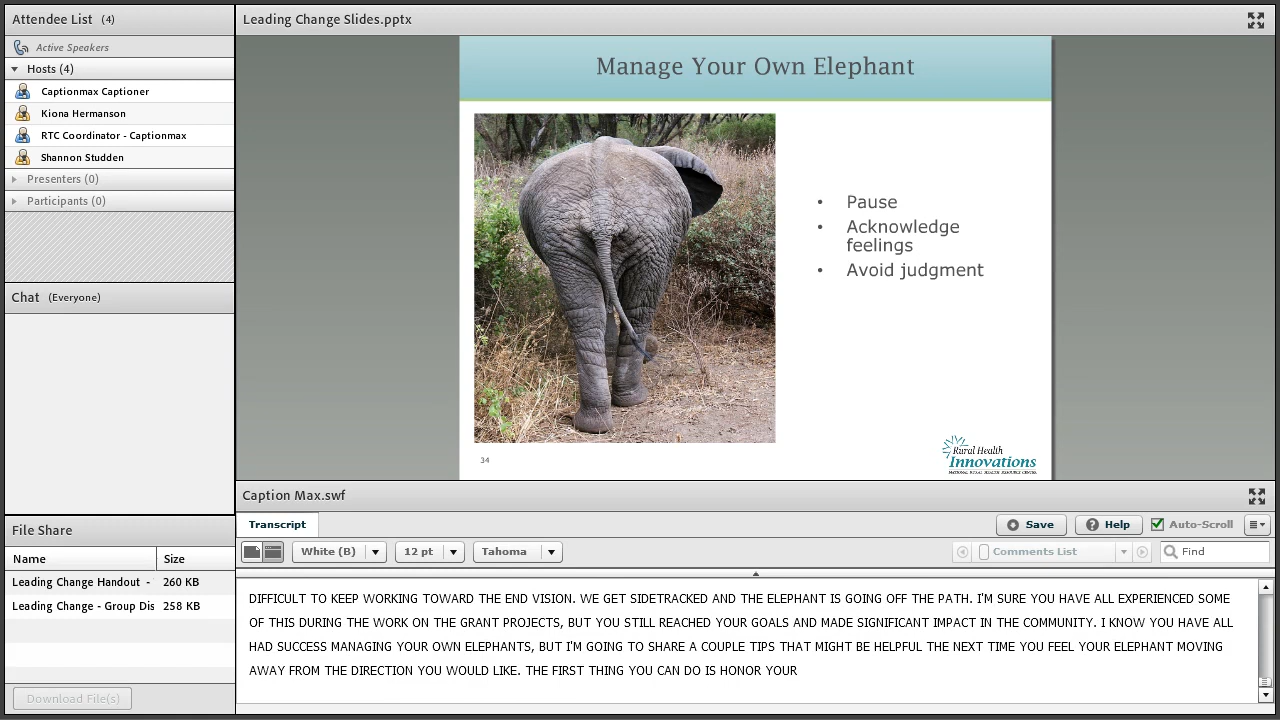 Attendee List (4)
Active Speakers
Hosts (4)
Captionmax Captioner
Kiona Hermanson
RTC Coordinator - Captionmax
Shannon Studden
Presenters (0)
Participants (0)
Chat (Everyone)
File Share
Name Size
Leading Change Handout - 260 KB
Leading Change - Group Dis 258 KB
Download File(s)
Leading Change Slides.pptx
Manage Your Own Elephant
• Pause
• Acknowledge
feelings
• Avoid judgment
34
Rural Health
Innovations
NATIONAL RURAL HEALTH RESOURCE CENTER
Caption Max.swf
Transcript Save Help Auto-Scroll
White (B) 12 pt Tahoma Comments List Find
DIFFICULT TO KEEP WORKING TOWARD THE END VISION. WE GET SIDETRACKED AND THE ELEPHANT IS GOING OFF THE PATH. I'M SURE YOU HAVE ALL EXPERIENCED SOME
OF THIS DURING THE WORK ON THE GRANT PROJECTS, BUT YOU STILL REACHED YOUR GOALS AND MADE SIGNIFICANT IMPACT IN THE COMMUNITY. I KNOW YOU HAVE ALL
HAD SUCCESS MANAGING YOUR OWN ELEPHANTS, BUT I'M GOING TO SHARE A COUPLE TIPS THAT MIGHT BE HELPFUL THE NEXT TIME YOU FEEL YOUR ELEPHANT MOVING
AWAY FROM THE DIRECTION YOU WOULD LIKE. THE FIRST THING YOU CAN DO IS HONOR YOUR